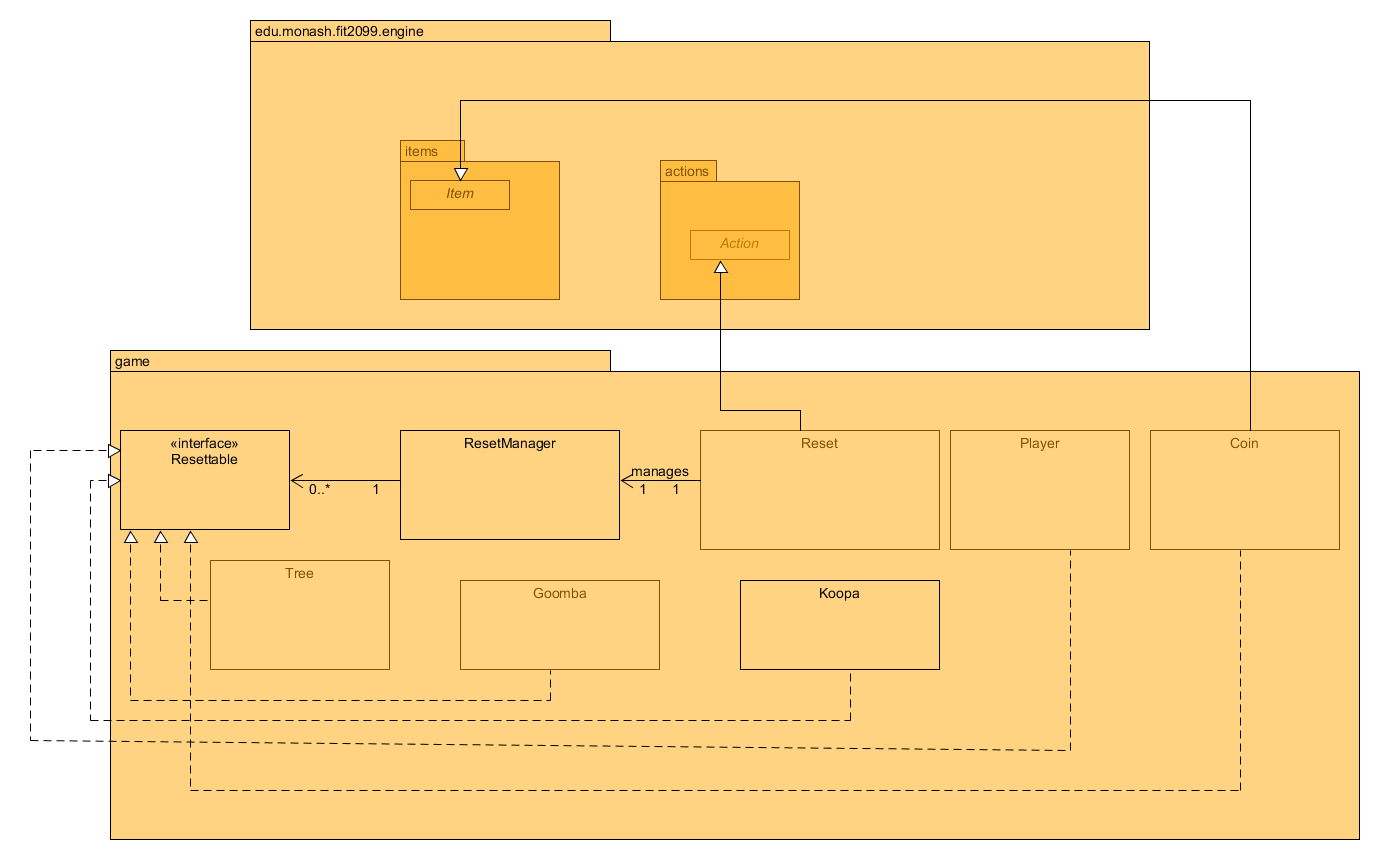 edu.monash.fit2099.engine
items
Item
actions
Action
game
«interface»
Resettable
ResetManager
Reset
Player
Coin
manages
0..*
1
1
1
Tree
Goomba
Koopa